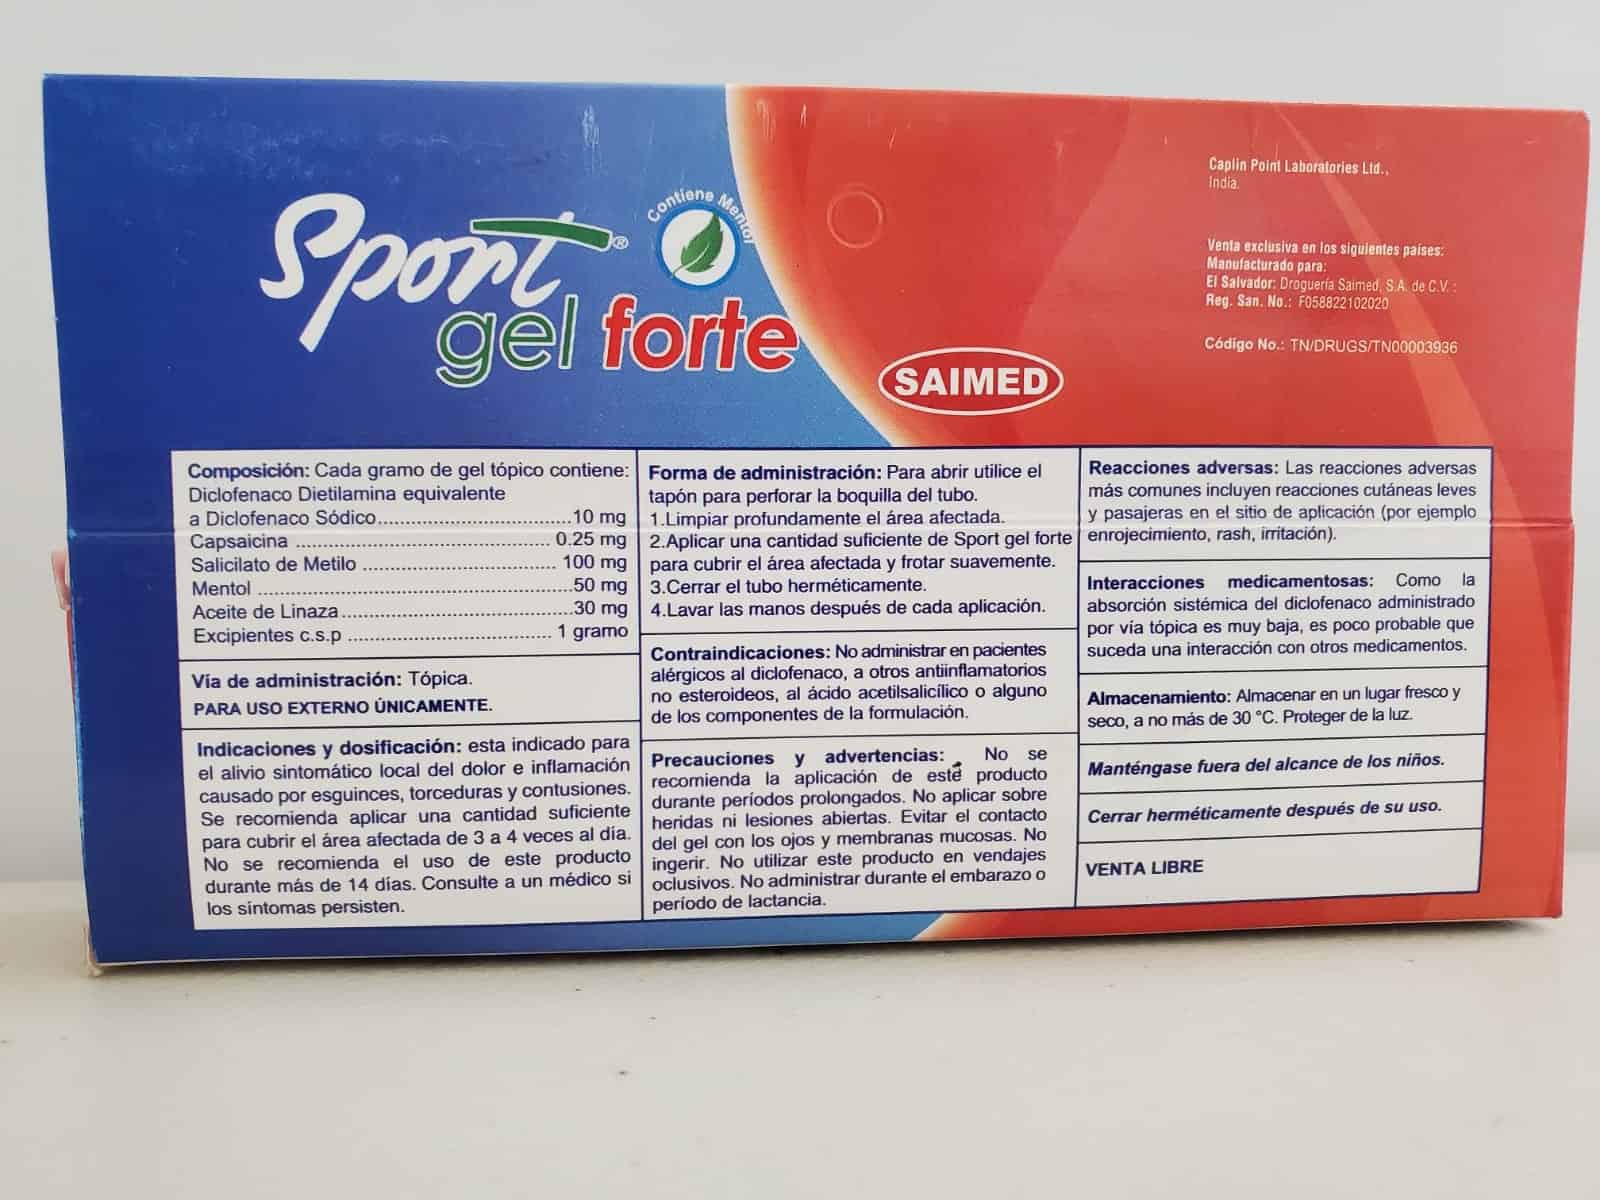 Sport®
Contiene Mentol
gel forte
SAIMED
Caplin Point Laboratories Ltd.,
India.
Venta exclusiva en los siguientes países:
Manufacturado para:
El Salvador: Droguería Saimed, S.A. de C.V. :
Reg. San. No.: F058822102020
Código No.: TN/DRUGS/TN00003936
Composición: Cada gramo de gel tópico contiene:
Diclofenaco Dietilamina equivalente
a Diclofenaco Sódico................................10 mg
Capsaicina .......................................... 0.25 mg
Salicilato de Metilo ................................ 100 mg
Mentol ....................................................50 mg
Aceite de Linaza.......................................30 mg
Excipientes c.s.p .................................. 1 gramo
Vía de administración: Tópica.
PARA USO EXTERNO ÚNICAMENTE.
Indicaciones y dosificación: esta indicado para
el alivio sintomático local del dolor e inflamación
causado por esguinces, torceduras y contusiones.
Se recomienda aplicar una cantidad suficiente
para cubrir el área afectada de 3 a 4 veces al día.
No se recomienda el uso de este producto
durante más de 14 días. Consulte a un médico si
los síntomas persisten.
Forma de administración: Para abrir utilice el
tapón para perforar la boquilla del tubo.
1.Limpiar profundamente el área afectada.
2.Aplicar una cantidad suficiente de Sport gel forte
para cubrir el área afectada y frotar suavemente.
3.Cerrar el tubo herméticamente.
4.Lavar las manos después de cada aplicación.
Contraindicaciones: No administrar en pacientes
alérgicos al diclofenaco, a otros antiinflamatorios
no esteroideos, al ácido acetilsalicílico o alguno
de los componentes de la formulación.
Precauciones y advertencias: No se
recomienda la aplicación de esté producto
durante períodos prolongados. No aplicar sobre
heridas ni lesiones abiertas. Evitar el contacto
del gel con los ojos y membranas mucosas. No
ingerir. No utilizar este producto en vendajes
oclusivos. No administrar durante el embarazo o
período de lactancia.
Reacciones adversas: Las reacciones adversas
más comunes incluyen reacciones cutáneas leves
y pasajeras en el sitio de aplicación (por ejemplo
enrojecimiento, rash, irritación).
Interacciones medicamentosas: Como la
absorción sistémica del diclofenaco administrado
por vía tópica es muy baja, es poco probable que
suceda una interacción con otros medicamentos.
Almacenamiento: Almacenar en un lugar fresco y
seco, a no más de 30 °C. Proteger de la luz.
Manténgase fuera del alcance de los niños.
Cerrar herméticamente después de su uso.
VENTA LIBRE